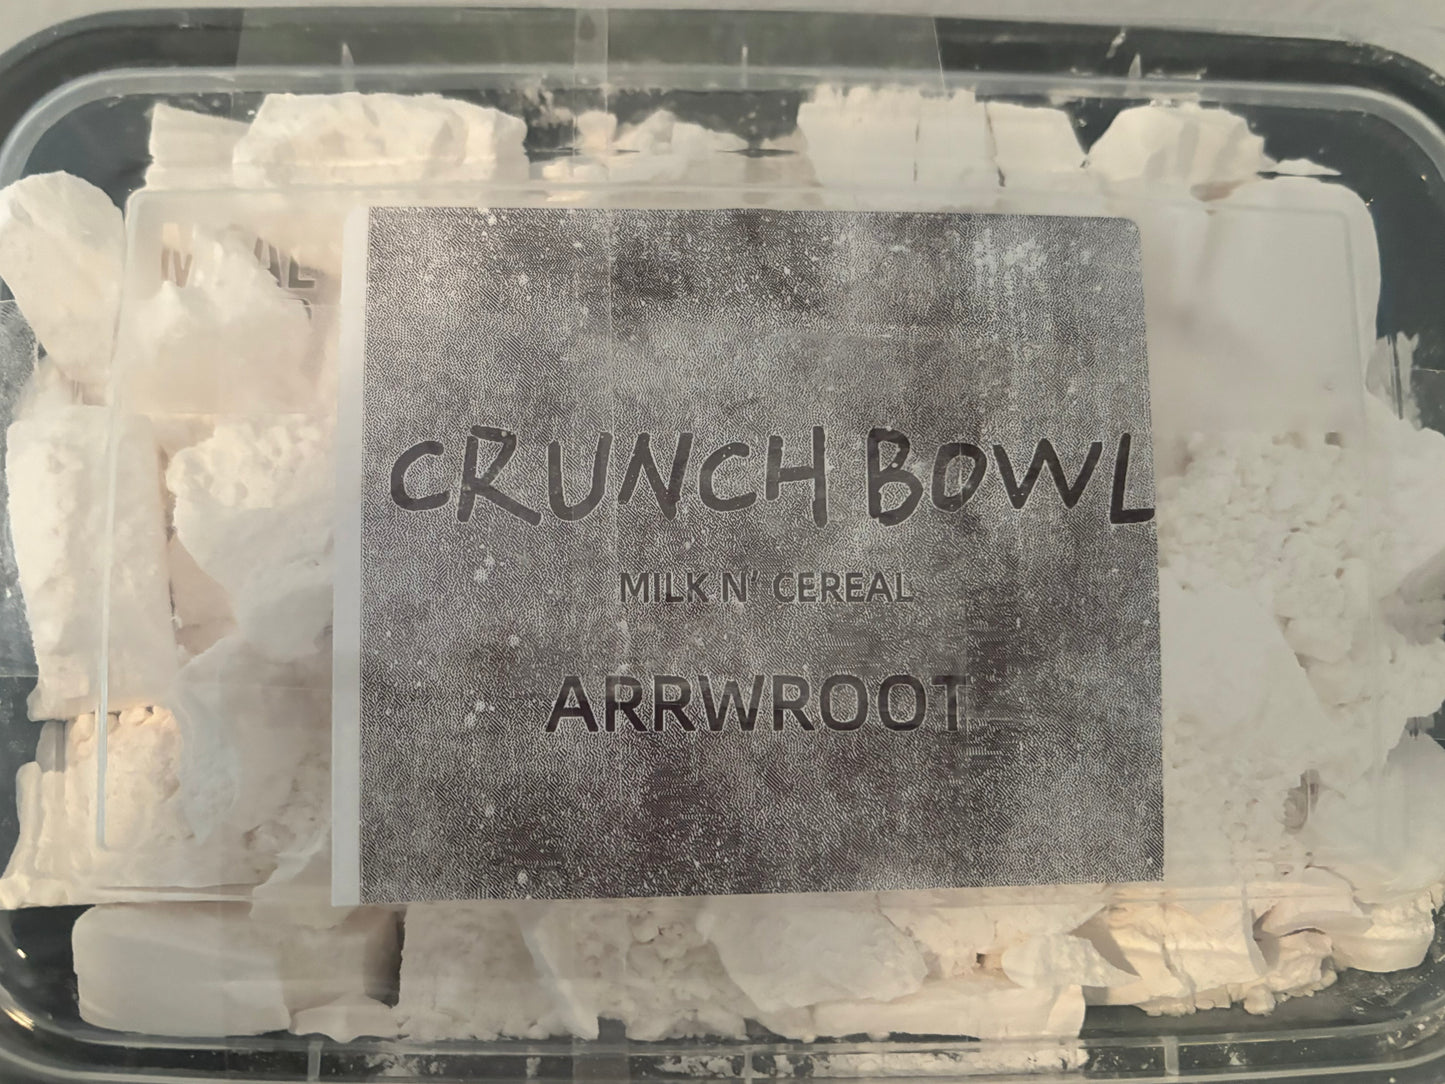 CRUNCH BOWL
MILK N' CEREAL
ARRWROOT